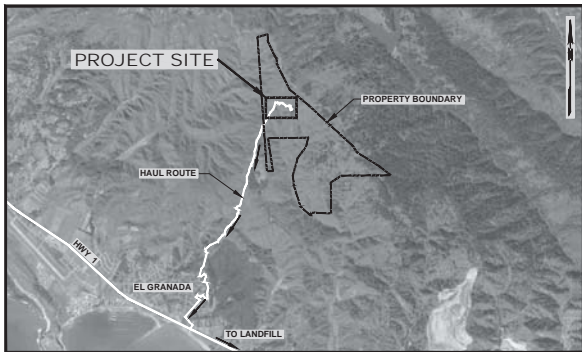 PROJECT SITE
PROPERTY BOUNDARY
HAUL ROUTE
HWY 1
EL GRANADA
TO LANDFILL